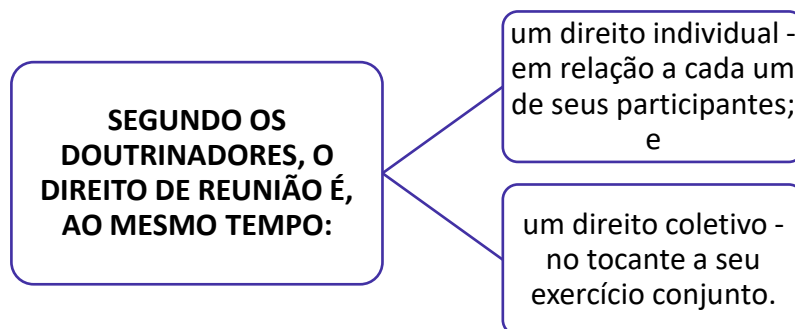 SEGUNDO OS
DOUTRINADORES, O
DIREITO DE REUNIÃO É,
AO MESMO TEMPO:
um direito individual -
em relação a cada um
de seus participantes;
e
um direito coletivo -
no tocante a seu
exercício conjunto.